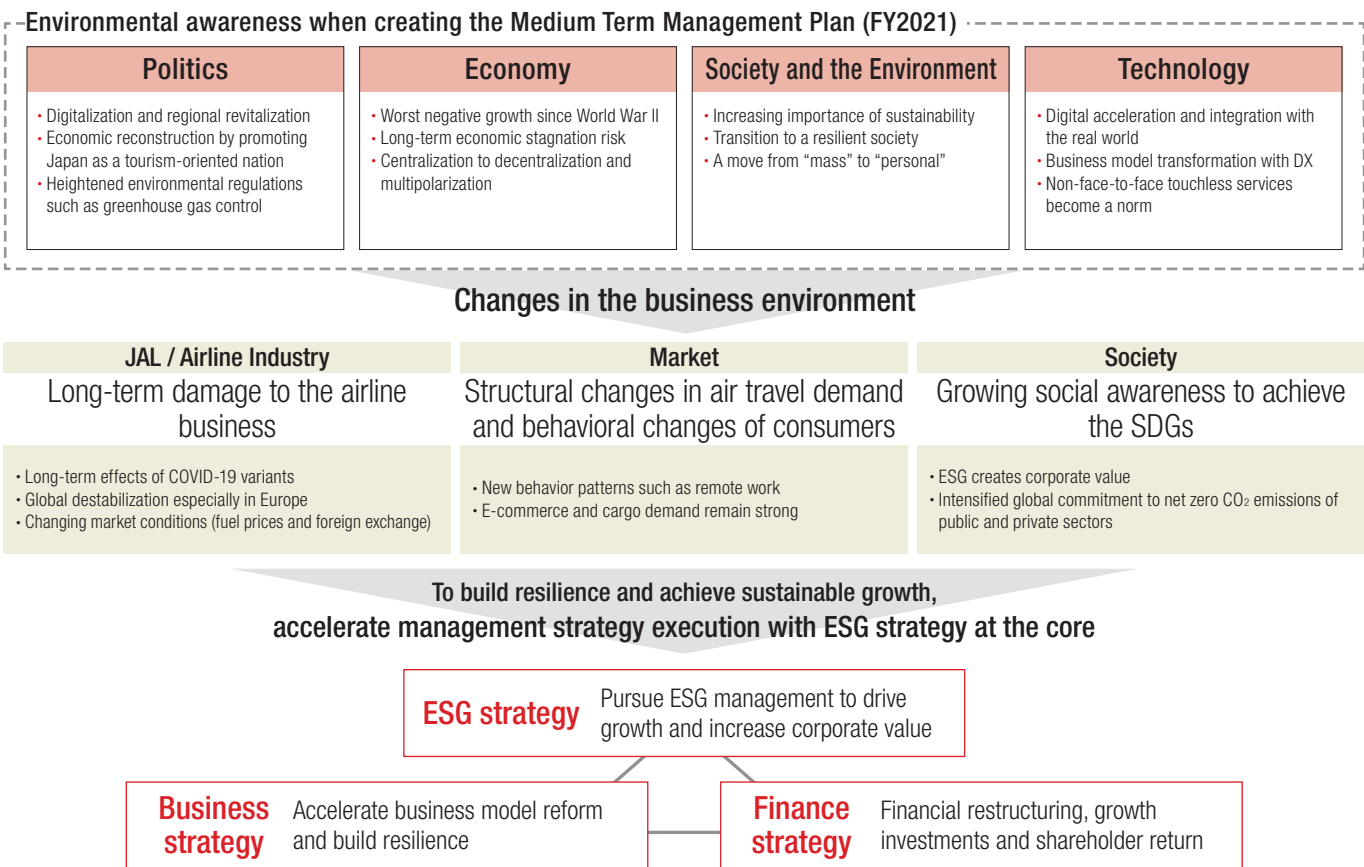 Environmental awareness when creating the Medium Term Management Plan (FY2021)
Politics
• Digitalization and regional revitalization
• Economic reconstruction by promoting
Japan as a tourism-oriented nation
• Heightened environmental regulations
such as greenhouse gas control
Economy
• Worst negative growth since World War II
• Long-term economic stagnation risk
• Centralization to decentralization and
multipolarization
Society and the Environment
• Increasing importance of sustainability
• Transition to a resilient society
• A move from “mass” to “personal”
Technology
• Digital acceleration and integration with
the real world
• Business model transformation with DX
• Non-face-to-face touchless services
become a norm
Changes in the business environment
JAL / Airline Industry
Long-term damage to the airline
business
• Long-term effects of COVID-19 variants
• Global destabilization especially in Europe
• Changing market conditions (fuel prices and foreign exchange)
Market
Structural changes in air travel demand
and behavioral changes of consumers
• New behavior patterns such as remote work
• E-commerce and cargo demand remain strong
Society
Growing social awareness to achieve
the SDGs
• ESG creates corporate value
• Intensified global commitment to net zero CO₂ emissions of
public and private sectors
To build resilience and achieve sustainable growth,
accelerate management strategy execution with ESG strategy at the core
ESG strategy
Pursue ESG management to drive
growth and increase corporate value
Business
strategy
Accelerate business model reform
and build resilience
Finance
strategy
Financial restructuring, growth
investments and shareholder return